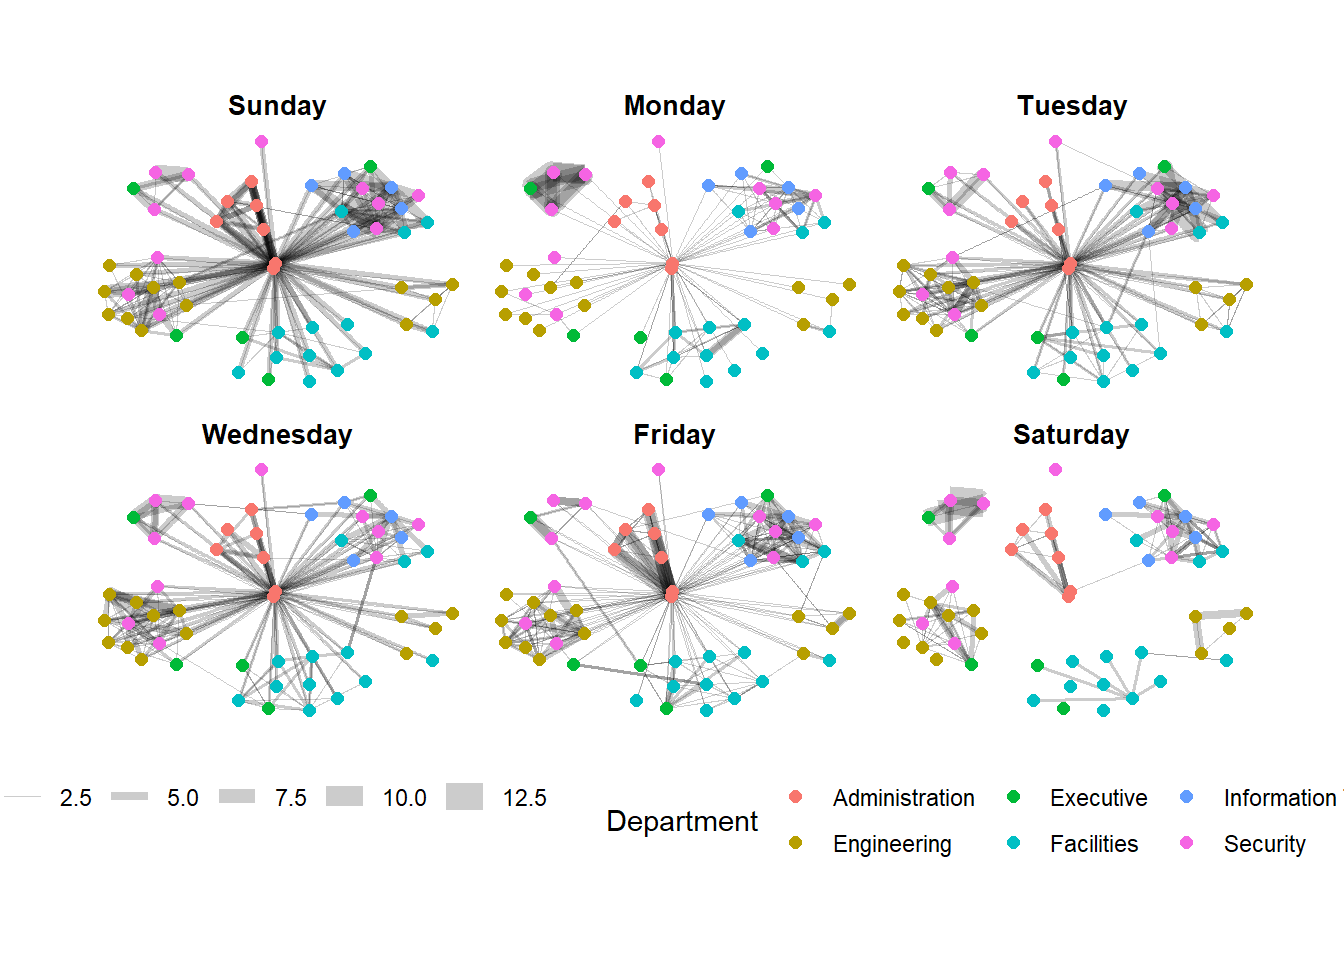 Sunday
Monday
Tuesday
Wednesday
Friday
Saturday
2.5 5.0 7.5 10.0 12.5
Department
Administration Executive Information
Engineering Facilities Security